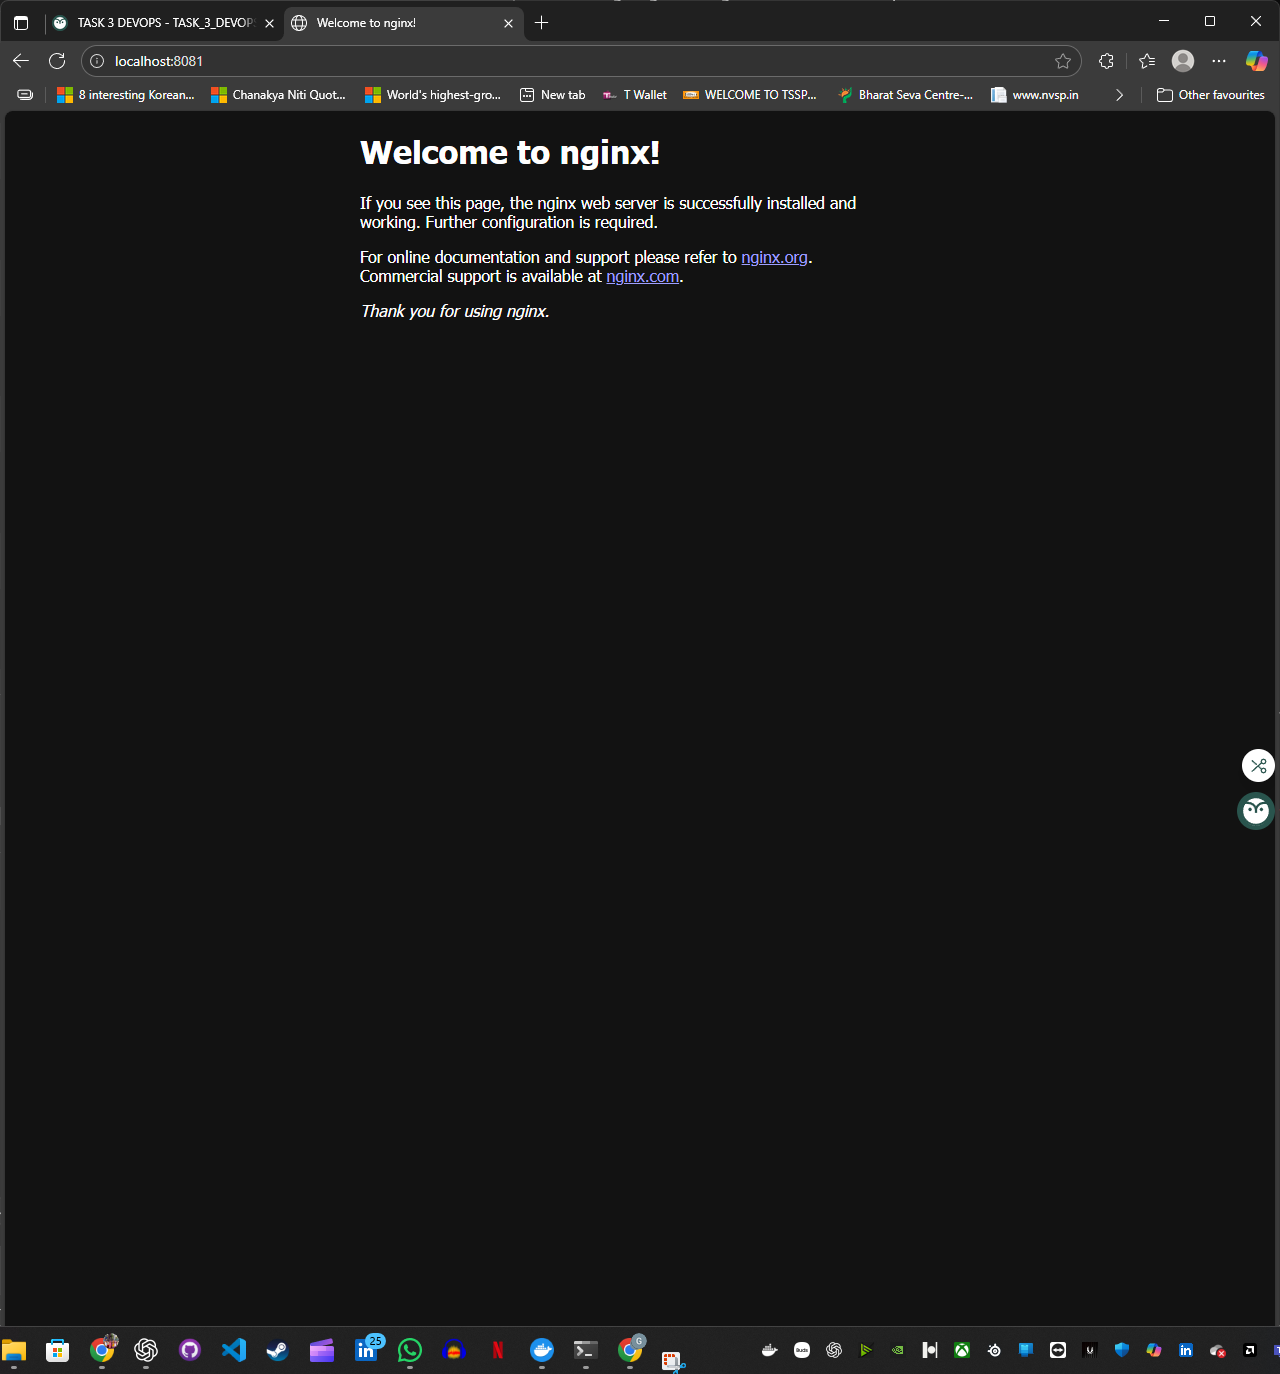 TASK 3 DEVOPS - TASK_3_DEVOPS
Welcome to nginx!
localhost:8081
8 interesting Korean...
Chanakya Niti Quot...
World's highest-gro...
New tab
T Wallet
WELCOME TO TSSP...
Bharat Seva Centre-...
www.nvsp.in
Other favourites
Welcome to nginx!
If you see this page, the nginx web server is successfully installed and
working. Further configuration is required.
For online documentation and support please refer to nginx.org.
Commercial support is available at nginx.com.
Thank you for using nginx.
25
G
Buds